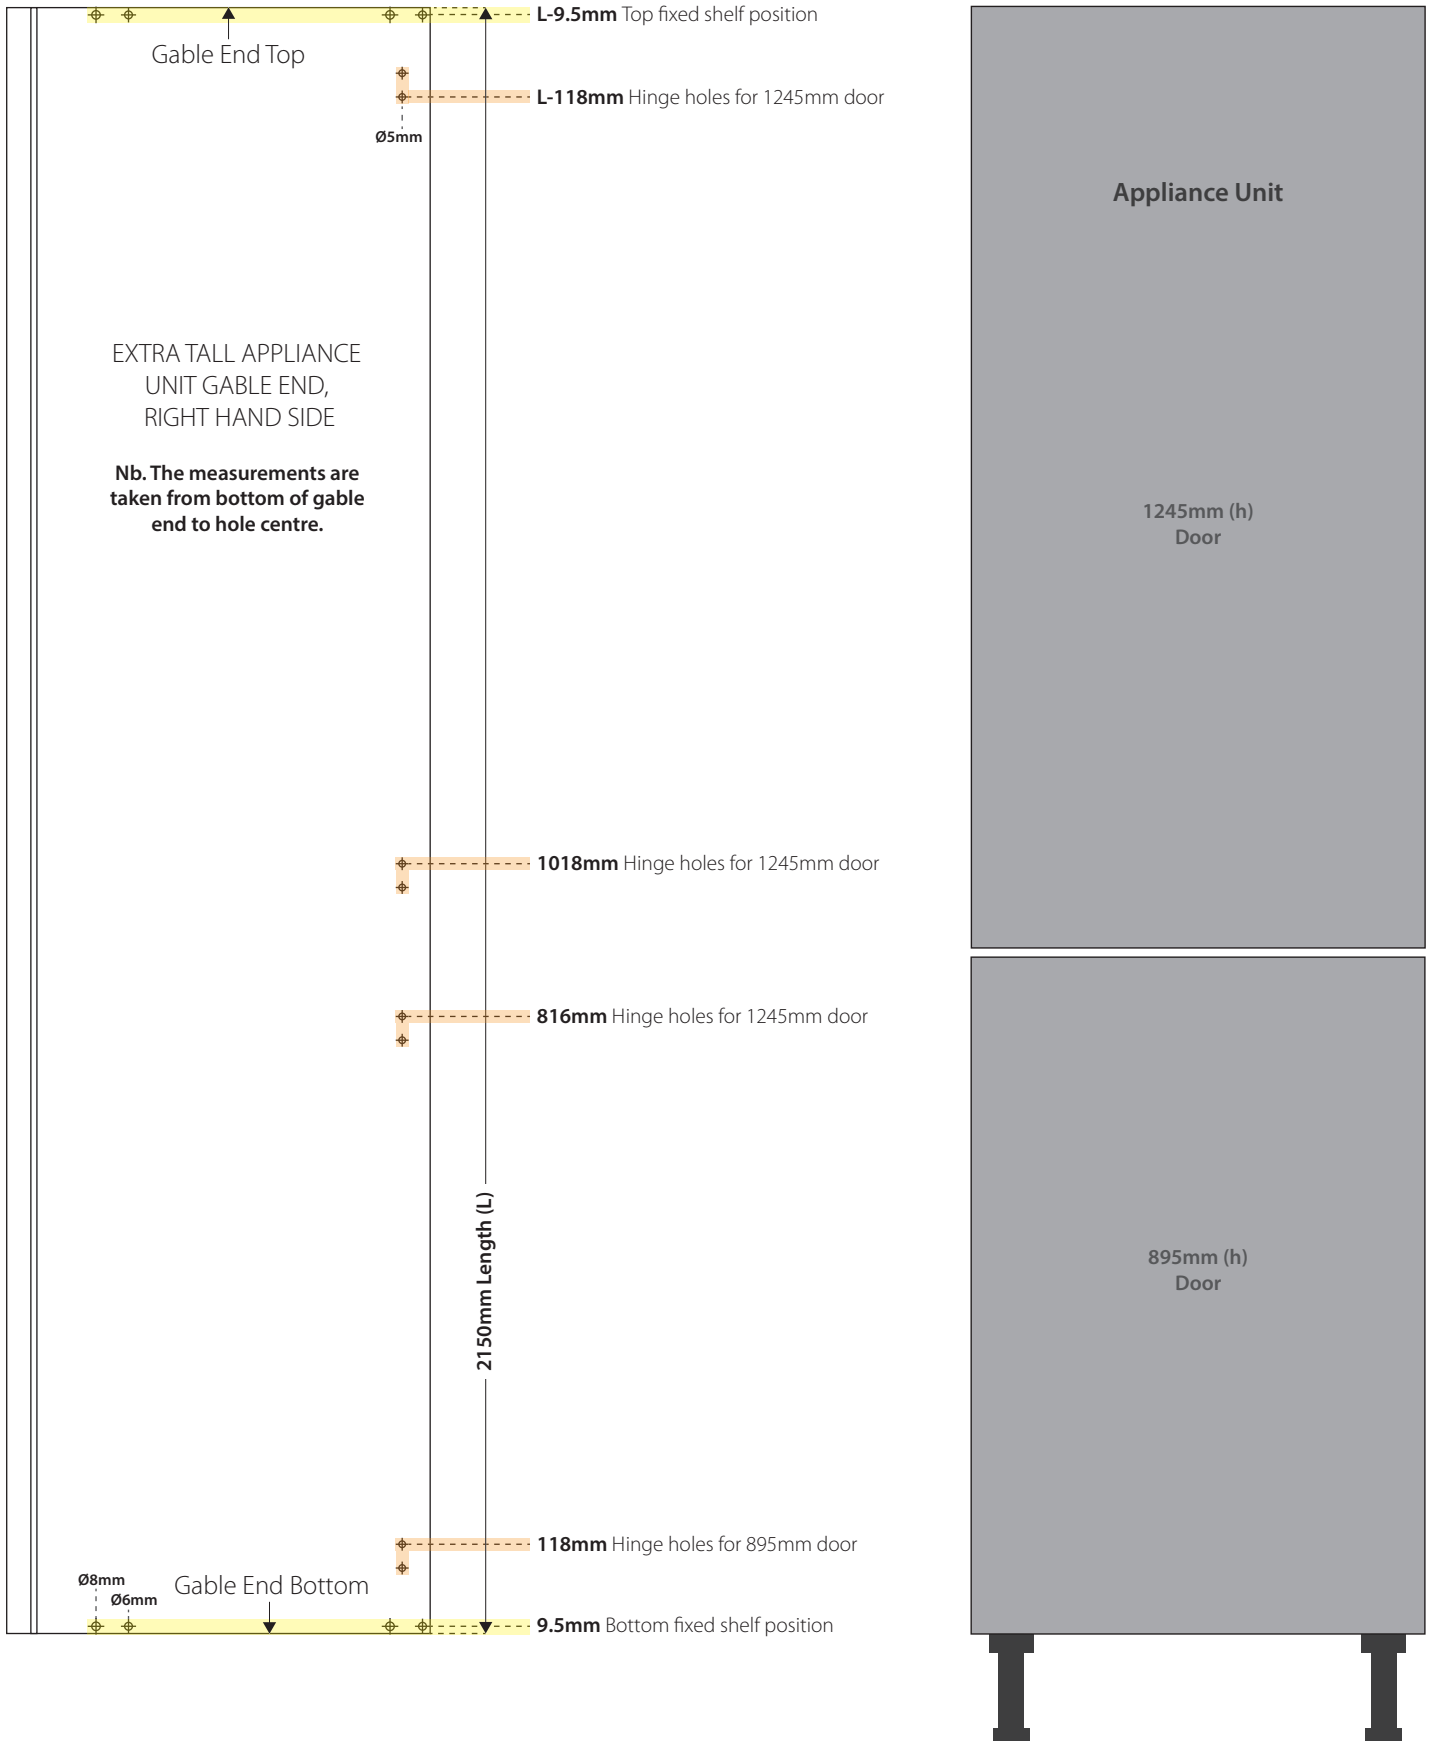 L-9.5mm Top fixed shelf position
Gable End Top
L-118mm Hinge holes for 1245mm door
Ø5mm
EXTRA TALL APPLIANCE
UNIT GABLE END,
RIGHT HAND SIDE
Nb. The measurements are
taken from bottom of gable
end to hole centre.
1018mm Hinge holes for 1245mm door
816mm Hinge holes for 1245mm door
2150mm Length (L)
118mm Hinge holes for 895mm door
Ø8mm
Ø6mm
Gable End Bottom
9.5mm Bottom fixed shelf position
Appliance Unit
1245mm (h)
Door
895mm (h)
Door